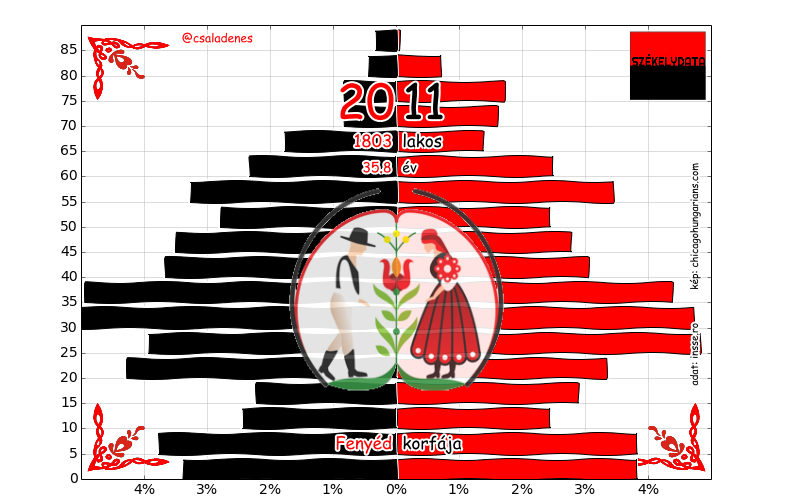 @csaladenes
SZÉKELYDATA
2011
1803 lakos
35.8 év
kép: chicagohungarians.com
adat: insse.ro
Fenyéd korfája
85
80
75
70
65
60
55
50
45
40
35
30
25
20
15
10
5
0
4% 3% 2% 1% 0% 1% 2% 3% 4%